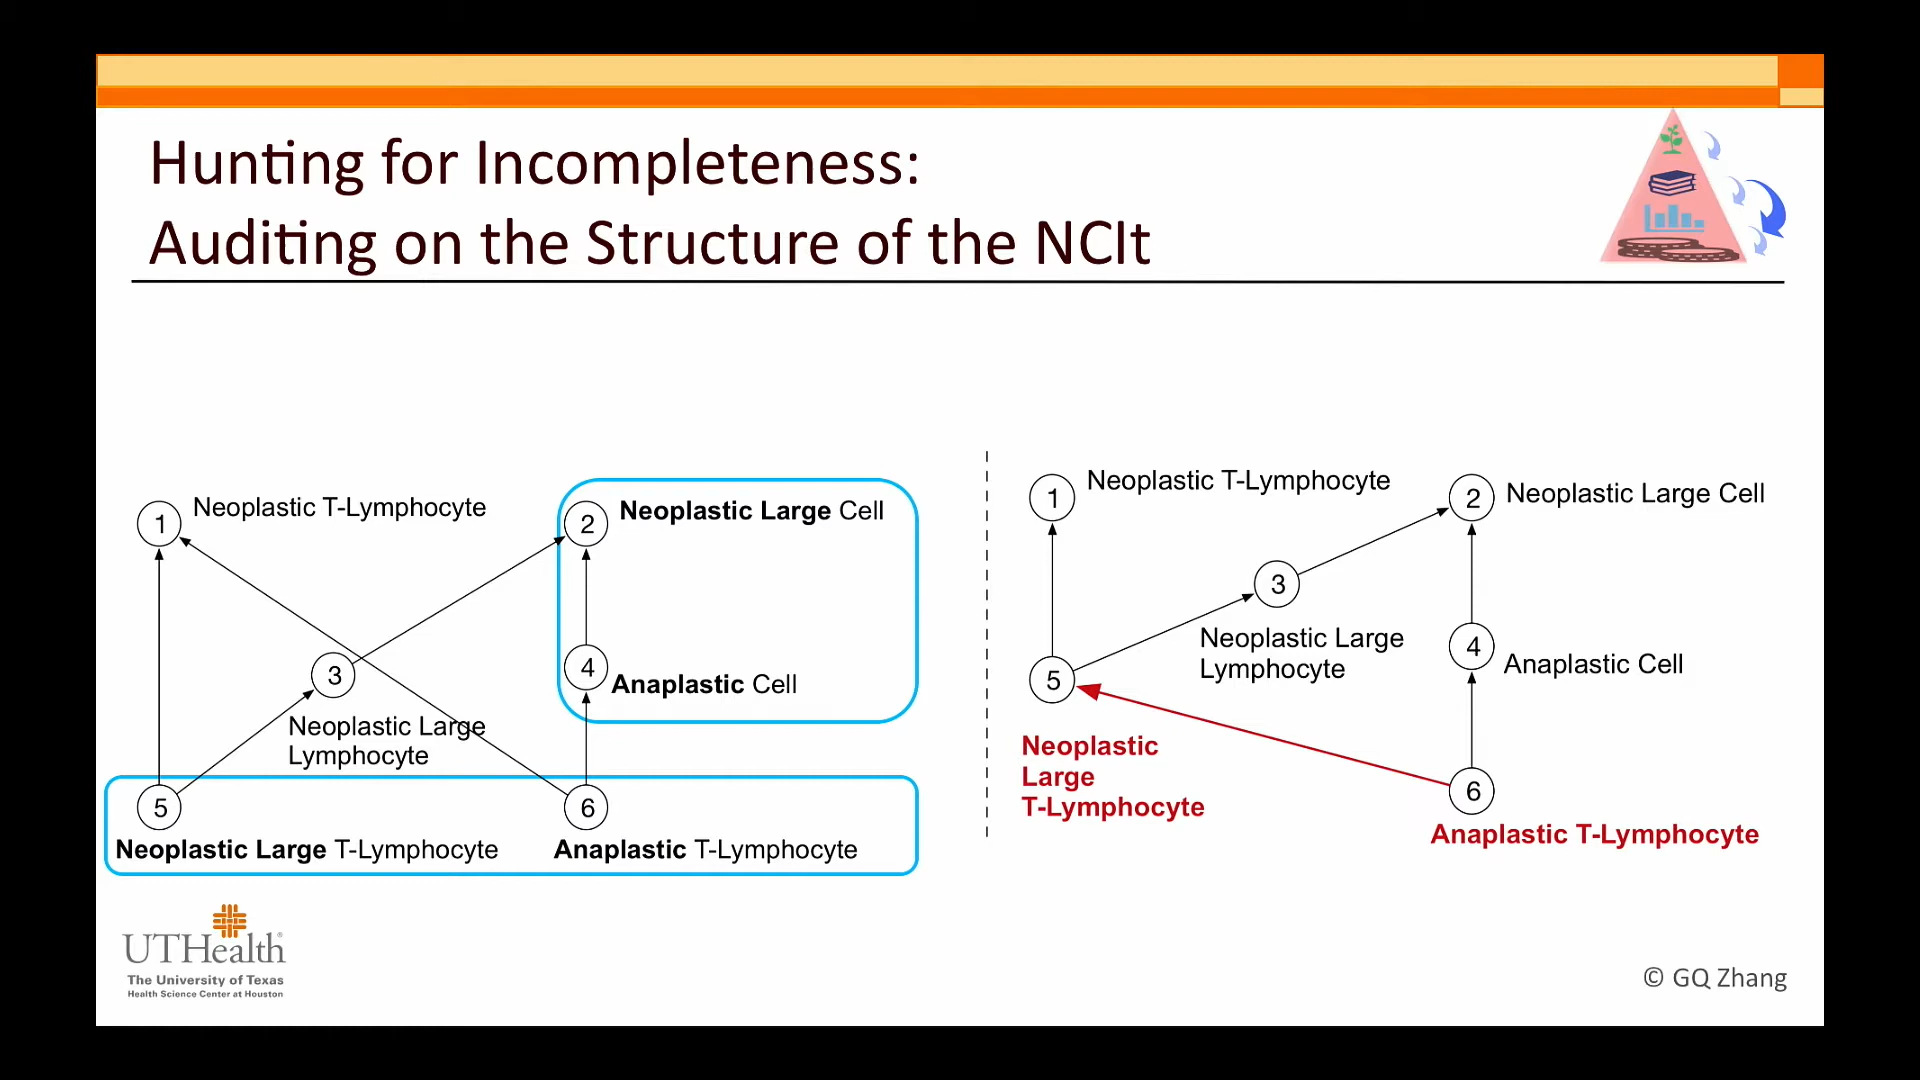 Hunting for Incompleteness:
Auditing on the Structure of the NCIt
1
Neoplastic T-Lymphocyte
2
Neoplastic Large Cell
3
Neoplastic Large
Lymphocyte
4
Anaplastic Cell
5
Neoplastic Large T-Lymphocyte
6
Anaplastic T-Lymphocyte
1
Neoplastic T-Lymphocyte
2
Neoplastic Large Cell
3
Neoplastic Large
Lymphocyte
4
Anaplastic Cell
5
Neoplastic
Large
T-Lymphocyte
6
Anaplastic T-Lymphocyte
UTHealth®
The University of Texas
Health Science Center at Houston
© GQ Zhang